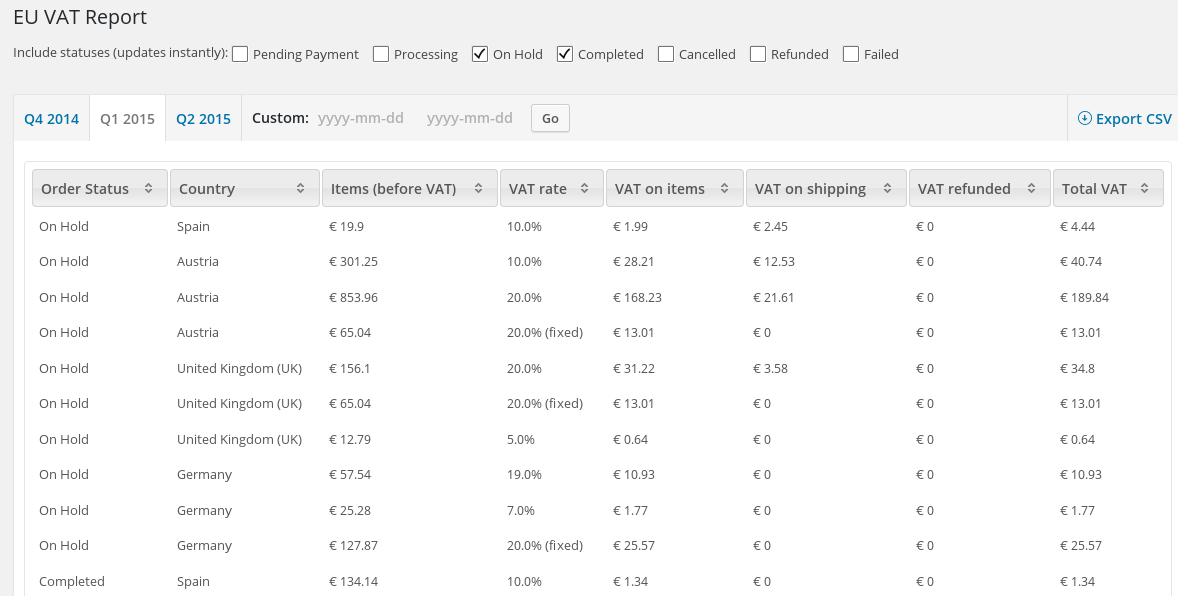 EU VAT Report
Include statuses (updates instantly): Pending Payment Processing On Hold Completed Cancelled Refunded Failed
Q4 2014 Q1 2015 Q2 2015 Custom: yyyy-mm-dd yyyy-mm-dd Go Export CSV
Order Status Country Items (before VAT) VAT rate VAT on items VAT on shipping VAT refunded Total VAT
On Hold Spain € 19.9 10.0% € 1.99 € 2.45 € 0 € 4.44
On Hold Austria € 301.25 10.0% € 28.21 € 12.53 € 0 € 40.74
On Hold Austria € 853.96 20.0% € 168.23 € 21.61 € 0 € 189.84
On Hold Austria € 65.04 20.0% (fixed) € 13.01 € 0 € 0 € 13.01
On Hold United Kingdom (UK) € 156.1 20.0% € 31.22 € 3.58 € 0 € 34.8
On Hold United Kingdom (UK) € 65.04 20.0% (fixed) € 13.01 € 0 € 0 € 13.01
On Hold United Kingdom (UK) € 12.79 5.0% € 0.64 € 0 € 0 € 0.64
On Hold Germany € 57.54 19.0% € 10.93 € 0 € 0 € 10.93
On Hold Germany € 25.28 7.0% € 1.77 € 0 € 0 € 1.77
On Hold Germany € 127.87 20.0% (fixed) € 25.57 € 0 € 0 € 25.57
Completed Spain € 134.14 10.0% € 1.34 € 0 € 0 € 1.34